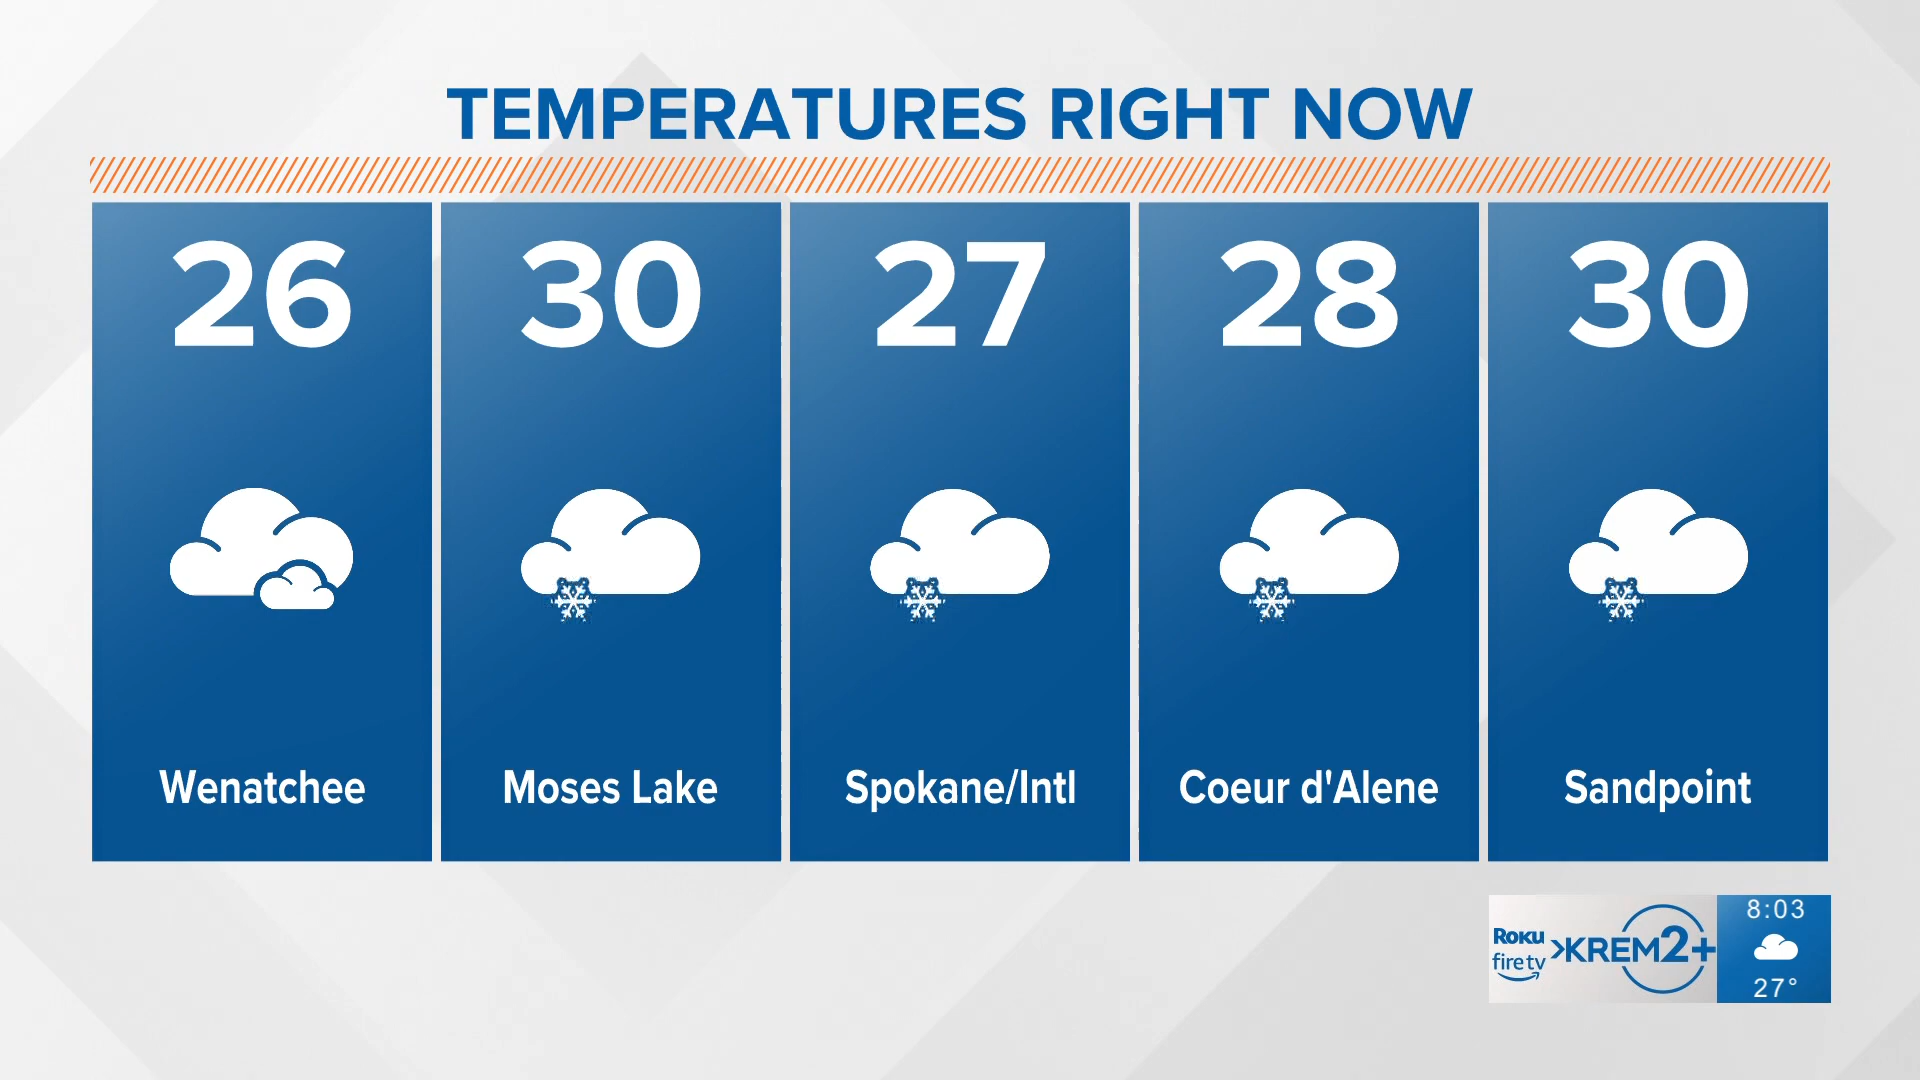 TEMPERATURES RIGHT NOW
26 30 27 28 30
Wenatchee Moses Lake Spokane/Intl Coeur d'Alene Sandpoint
8:03
Roku
fire tv
KREM2+
27°